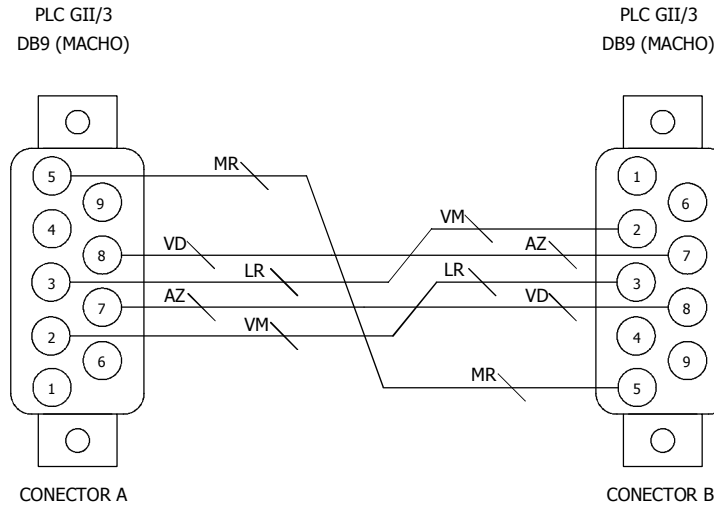 PLC GII/3
DB9 (MACHO)
PLC GII/3
DB9 (MACHO)
5
9
4
8
3
7
2
6
1
MR
VD
LR
AZ
VM
VM
AZ
LR
VD
MR
1
6
2
7
3
8
4
9
5
CONECTOR A
CONECTOR B